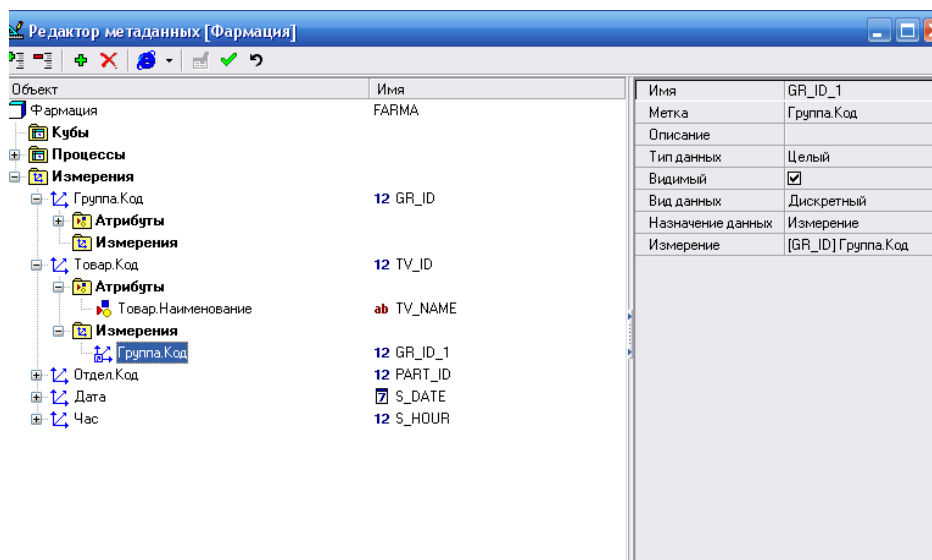 Редактор метаданных [Фармация]
Объект Имя
Фармация FARMA
Кубы
Процессы
Измерения
Группа.Код 12 GR_ID
Атрибуты
Измерения
Товар.Код 12 TV_ID
Атрибуты
Товар.Наименование ab TV_NAME
Измерения
Группа.Код 12 GR_ID_1
Отдел.Код 12 PART_ID
Дата 7 S_DATE
Час 12 S_HOUR
Имя GR_ID_1
Метка Группа.Код
Описание
Тип данных Целый
Видимый
Вид данных Дискретный
Назначение данных Измерение
Измерение [GR_ID] Группа.Код